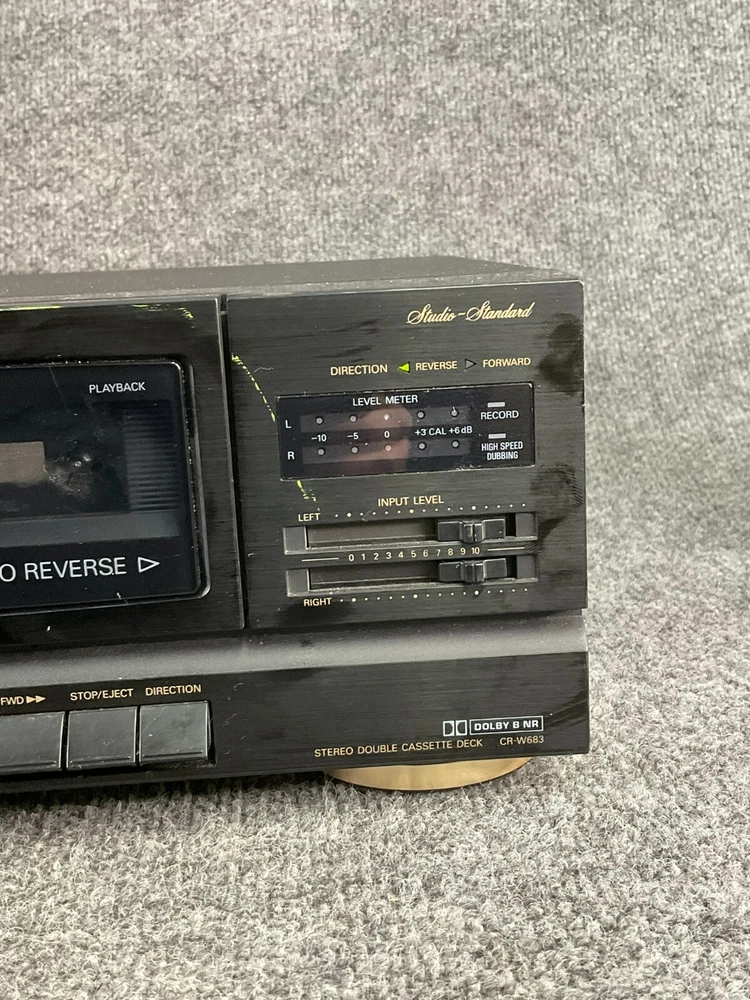 Studio-Standard
DIRECTION ◀ REVERSE ▶ FORWARD
PLAYBACK
LEVEL METER
L
-10 -5 0 +3 CAL +6 dB
R
RECORD
HIGH SPEED
DUBBING
INPUT LEVEL
LEFT
0 1 2 3 4 5 6 7 8 9 10
RIGHT
O REVERSE ▷
FWD ▶▶ STOP/EJECT DIRECTION
DOLBY B NR
STEREO DOUBLE CASSETTE DECK CR-W683